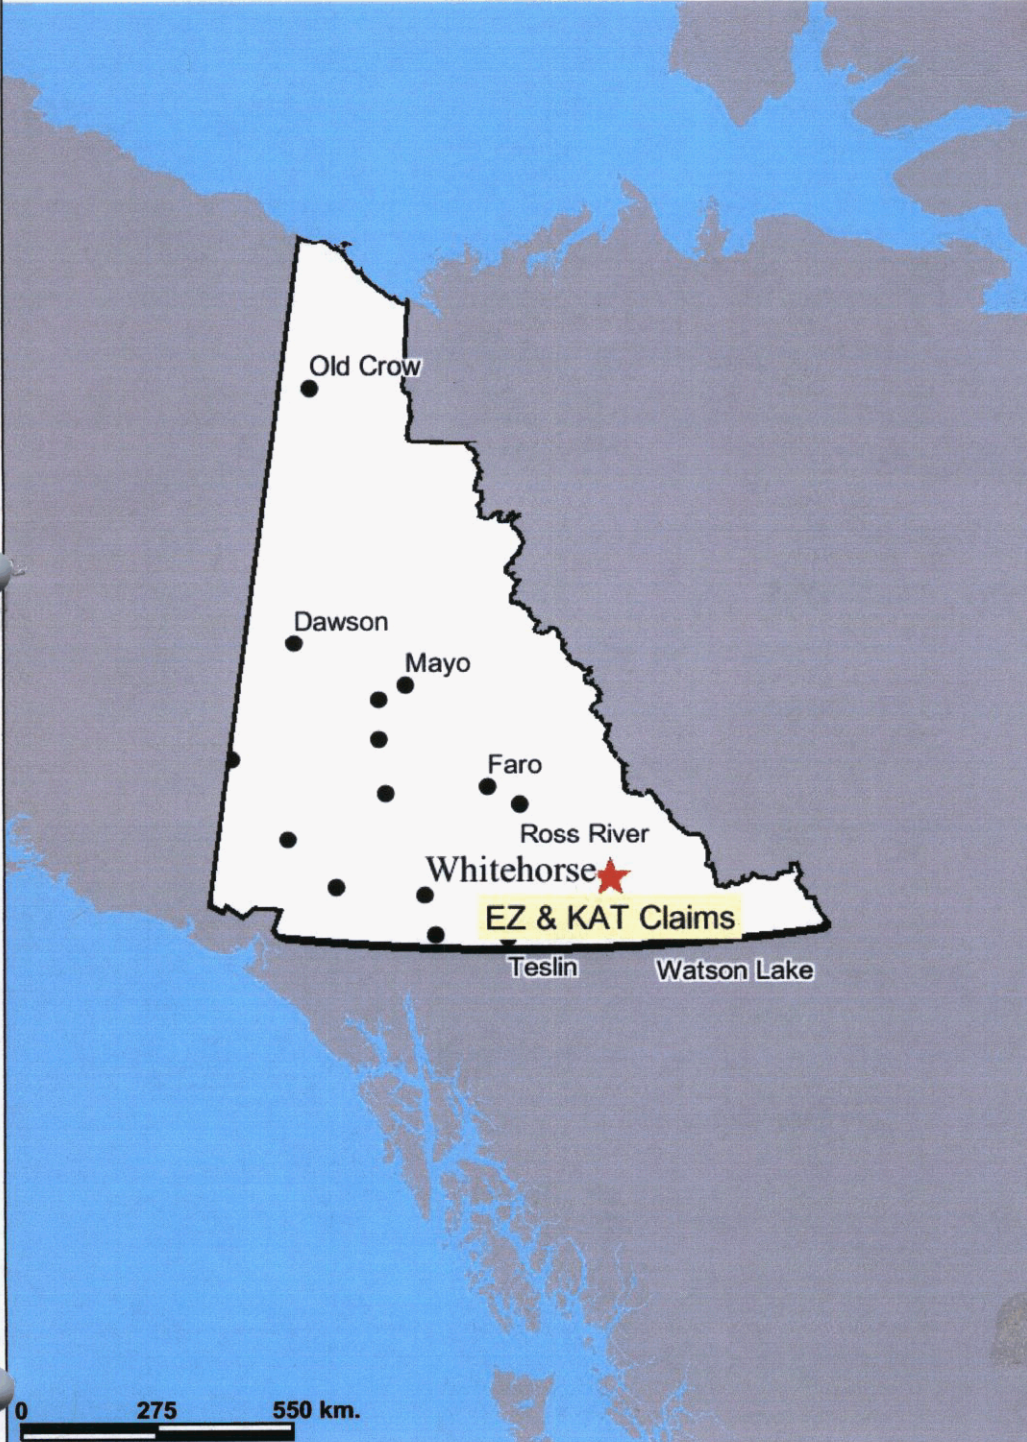 Old Crow
Dawson
Mayo
Faro
Ross River
Whitehorse
EZ & KAT Claims
Teslin
Watson Lake
0 275 550 km.